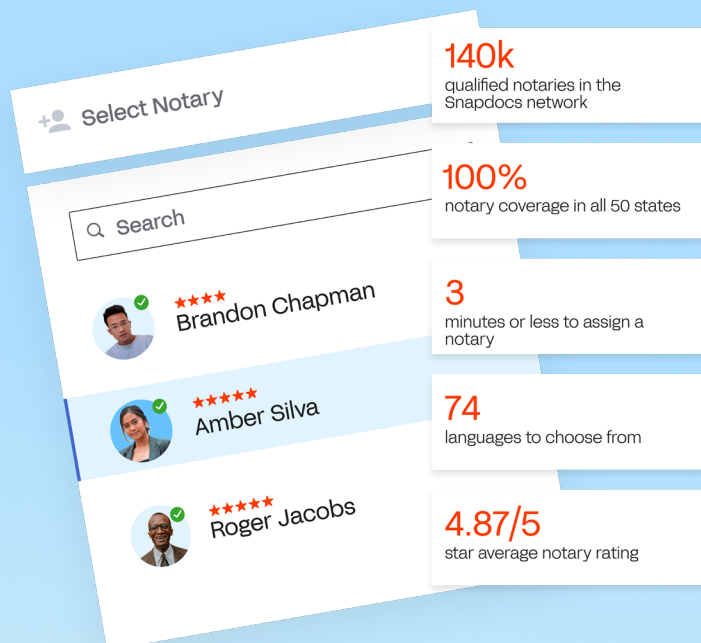 Select Notary
Search
Brandon Chapman
Amber Silva
Roger Jacobs
140k
qualified notaries in the
Snapdocs network
100%
notary coverage in all 50 states
3
minutes or less to assign a
notary
74
languages to choose from
4.87/5
star average notary rating